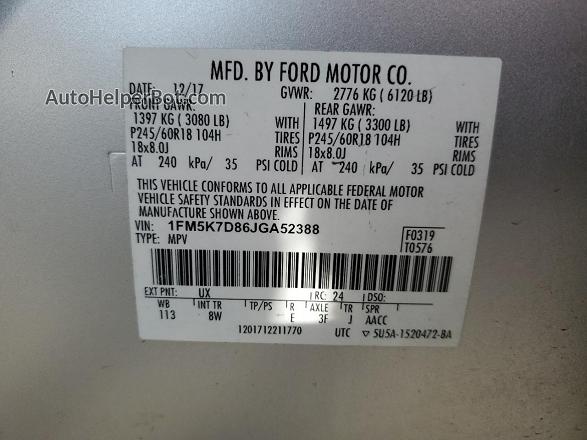 MFD. BY FORD MOTOR CO.
DATE: 12/17 GVWR: 2776 KG ( 6120 LB)
AutoHelperBot.com
FRONT GAWR: REAR GAWR:
1397 KG ( 3080 LB) 1497 KG ( 3300 LB)
P245/60R18 104H TIRES P245/60R18 104H TIRES
18x8.0J RIMS 18x8.0J RIMS
AT 240 kPa/ 35 PSI COLD AT 240 kPa/ 35 PSI COLD
THIS VEHICLE CONFORMS TO ALL APPLICABLE FEDERAL MOTOR
VEHICLE SAFETY STANDARDS IN EFFECT ON THE DATE OF
MANUFACTURE SHOWN ABOVE.
VIN: 1FM5K7D86JGA52388 F0319
TYPE: MPV T0576
EXT PNT: UX RC: 24 DSO:
WB INT TR TP/PS R AXLE TR SPR
113 8W E 3F J AACC
1201712211770 UTC ▽ 5U5A-1520472-BA